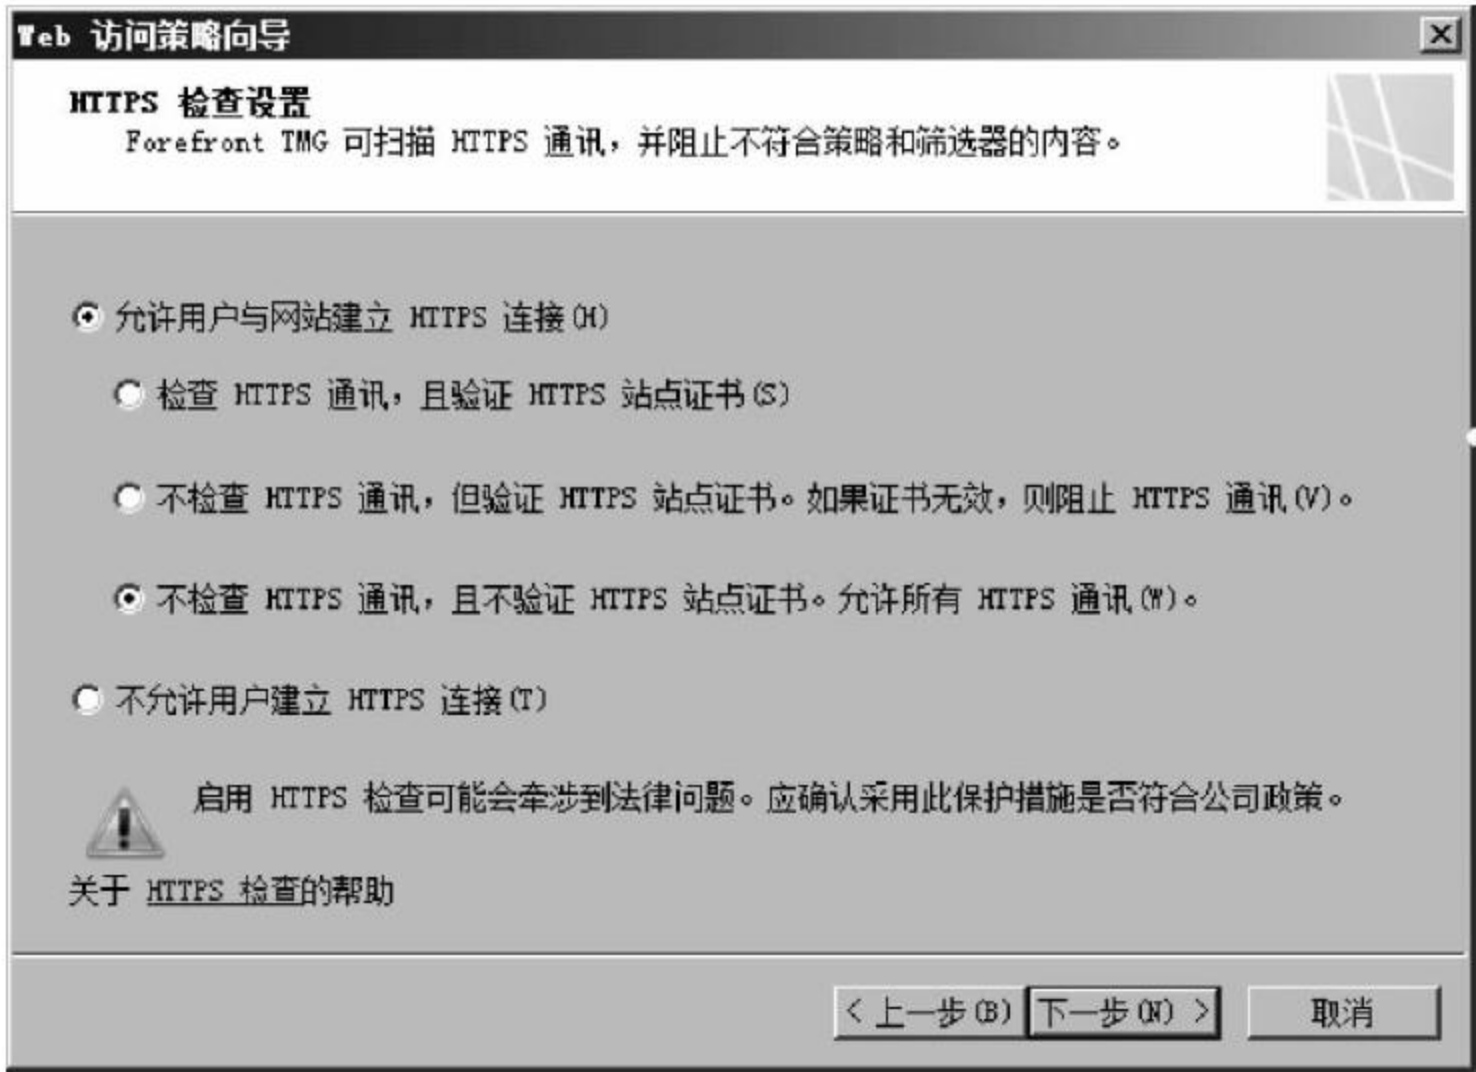 Web 访问策略向导
HTTPS 检查设置
Forefront TMG 可扫描 HTTPS 通讯，并阻止不符合策略和筛选器的内容。
允许用户与网站建立 HTTPS 连接(H)
检查 HTTPS 通讯，且验证 HTTPS 站点证书(S)
不检查 HTTPS 通讯，但验证 HTTPS 站点证书。如果证书无效，则阻止 HTTPS 通讯(V)。
不检查 HTTPS 通讯，且不验证 HTTPS 站点证书。允许所有 HTTPS 通讯(W)。
不允许用户建立 HTTPS 连接(T)
启用 HTTPS 检查可能会牵涉到法律问题。应确认采用此保护措施是否符合公司政策。
关于 HTTPS 检查的帮助
< 上一步(B) 下一步(N) > 取消